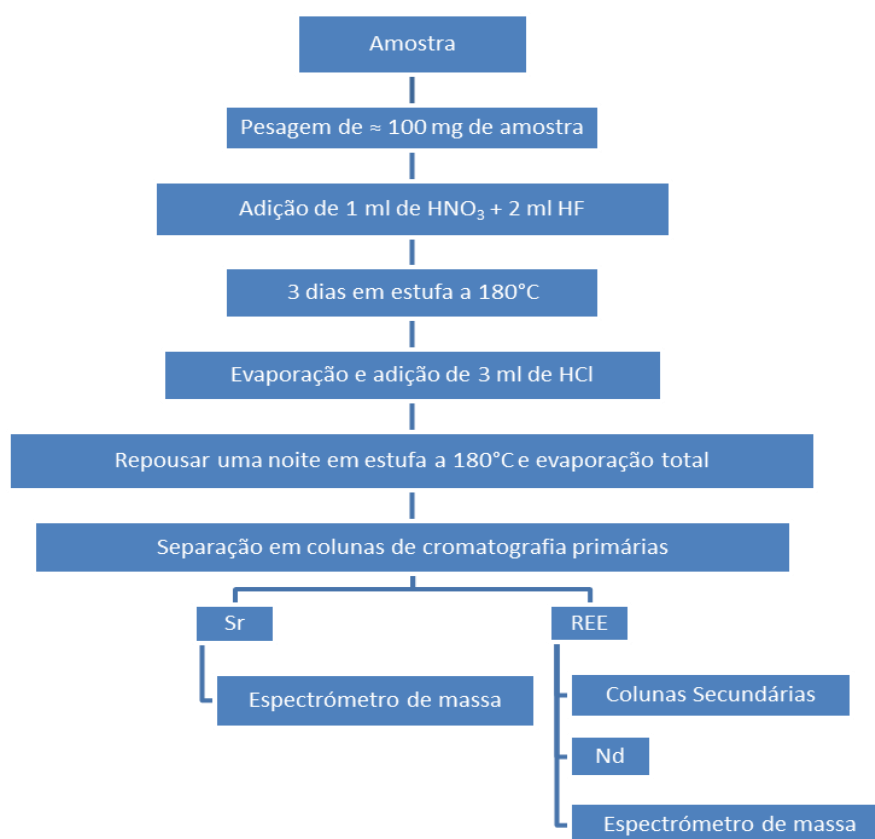 Amostra
Pesagem de ≈ 100 mg de amostra
Adição de 1 ml de HNO₃ + 2 ml HF
3 dias em estufa a 180°C
Evaporação e adição de 3 ml de HCl
Repousar uma noite em estufa a 180°C e evaporação total
Separação em colunas de cromatografia primárias
Sr
REE
Espectrómetro de massa
Colunas Secundárias
Nd
Espectrómetro de massa